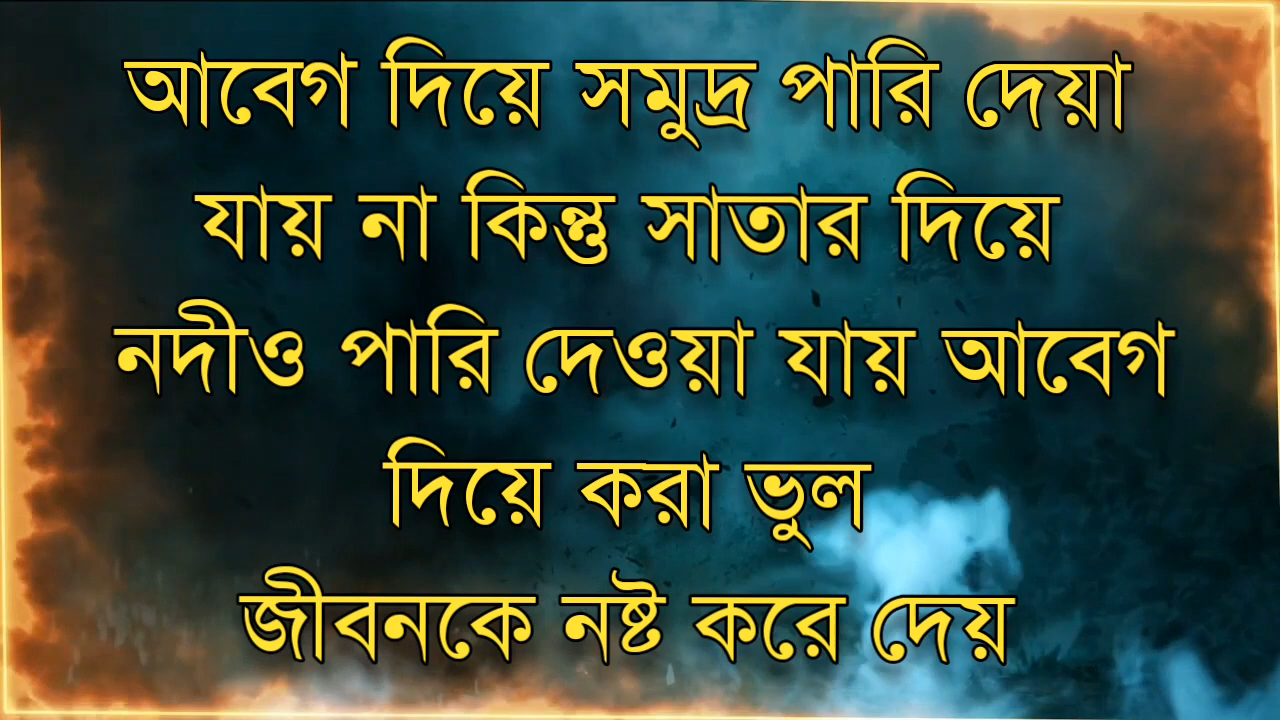 আবেগ দিয়ে সমুদ্র পারি দেয়া
যায় না কিন্তু সাতার দিয়ে
নদীও পারি দেওয়া যায় আবেগ
দিয়ে করা ভুল
জীবনকে নষ্ট করে দেয়